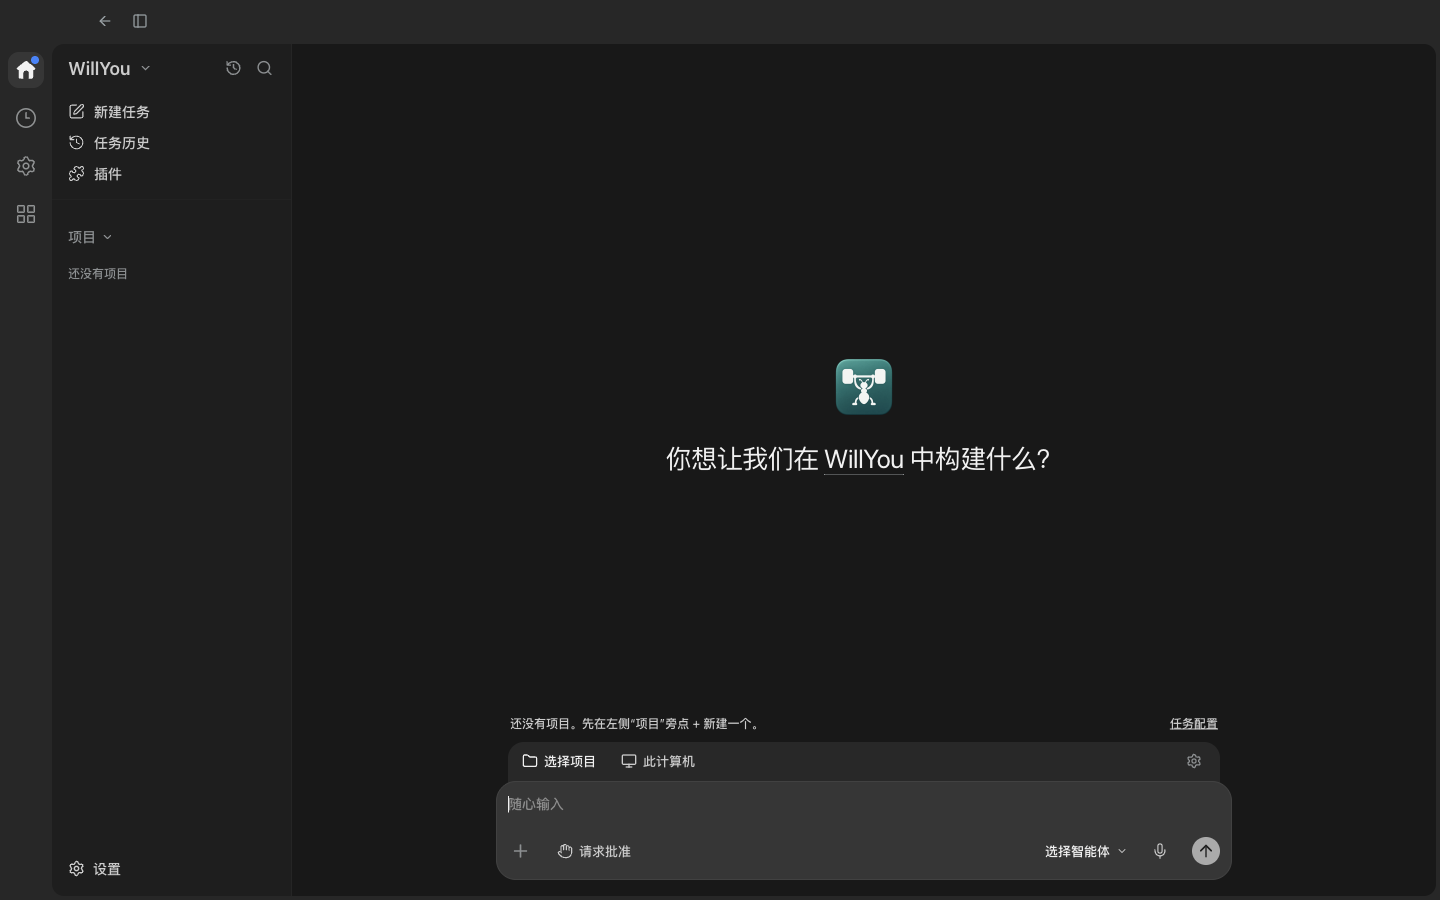 WillYou
新建任务
任务历史
插件
项目
还没有项目
你想让我们在 WillYou 中构建什么？
还没有项目。先在左侧“项目”旁点 + 新建一个。
任务配置
选择项目
此计算机
随心输入
请求批准
选择智能体
设置